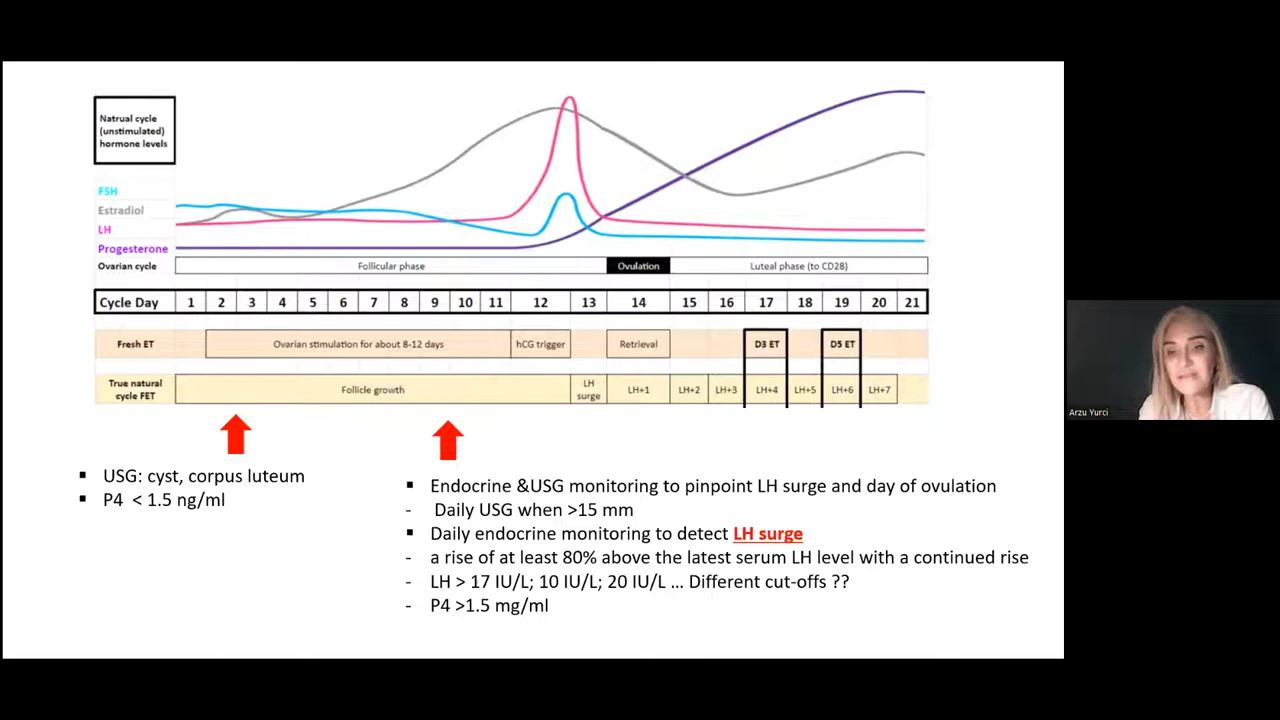 Natrual cycle
(unstimulated)
hormone levels
FSH
Estradiol
LH
Progesterone
Ovarian cycle
Follicular phase
Ovulation
Luteal phase (to CD28)
Cycle Day 1 2 3 4 5 6 7 8 9 10 11 12 13 14 15 16 17 18 19 20 21
Fresh ET
Ovarian stimulation for about 8-12 days
hCG trigger
Retrieval
D3 ET
D5 ET
True natural
cycle FET
Follicle growth
LH
surge
LH+1
LH+2
LH+3
LH+4
LH+5
LH+6
LH+7
▪ USG: cyst, corpus luteum
▪ P4 < 1.5 ng/ml
▪ Endocrine &USG monitoring to pinpoint LH surge and day of ovulation
- Daily USG when >15 mm
▪ Daily endocrine monitoring to detect LH surge
- a rise of at least 80% above the latest serum LH level with a continued rise
- LH > 17 IU/L; 10 IU/L; 20 IU/L ... Different cut-offs ??
- P4 >1.5 mg/ml
Arzu Yurci